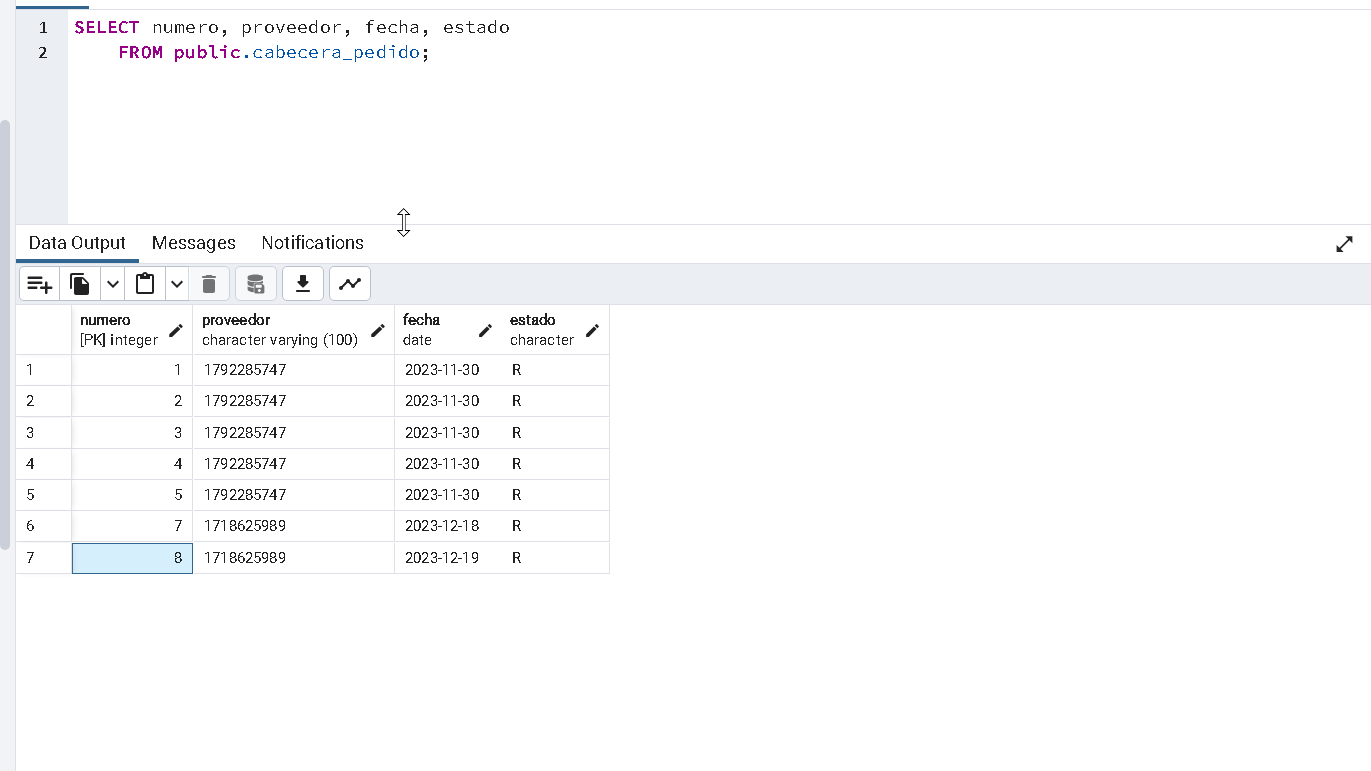 1 SELECT numero, proveedor, fecha, estado
2 FROM public.cabecera_pedido;
Data Output Messages Notifications
numero proveedor fecha estado
[PK] integer character varying (100) date character
1 1 1792285747 2023-11-30 R
2 2 1792285747 2023-11-30 R
3 3 1792285747 2023-11-30 R
4 4 1792285747 2023-11-30 R
5 5 1792285747 2023-11-30 R
6 7 1718625989 2023-12-18 R
7 8 1718625989 2023-12-19 R